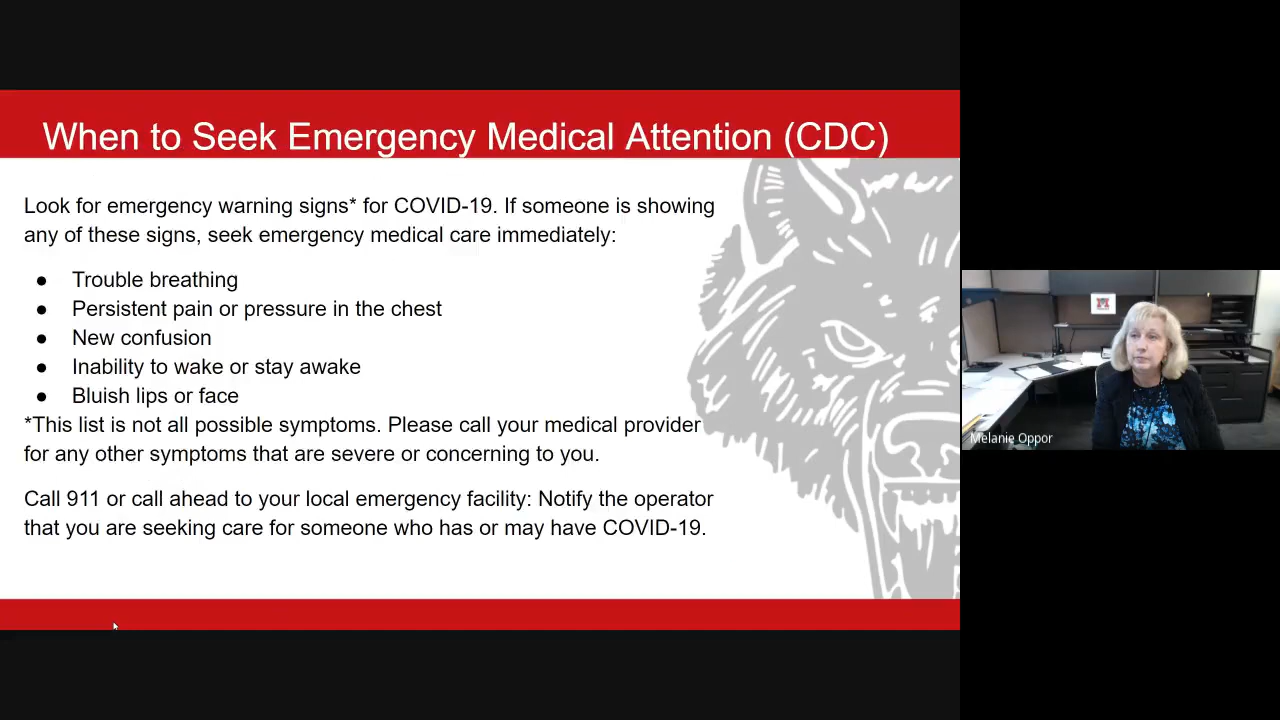 When to Seek Emergency Medical Attention (CDC)
Look for emergency warning signs* for COVID-19. If someone is showing
any of these signs, seek emergency medical care immediately:
● Trouble breathing
● Persistent pain or pressure in the chest
● New confusion
● Inability to wake or stay awake
● Bluish lips or face
*This list is not all possible symptoms. Please call your medical provider
for any other symptoms that are severe or concerning to you.
Call 911 or call ahead to your local emergency facility: Notify the operator
that you are seeking care for someone who has or may have COVID-19.
Melanie Oppor